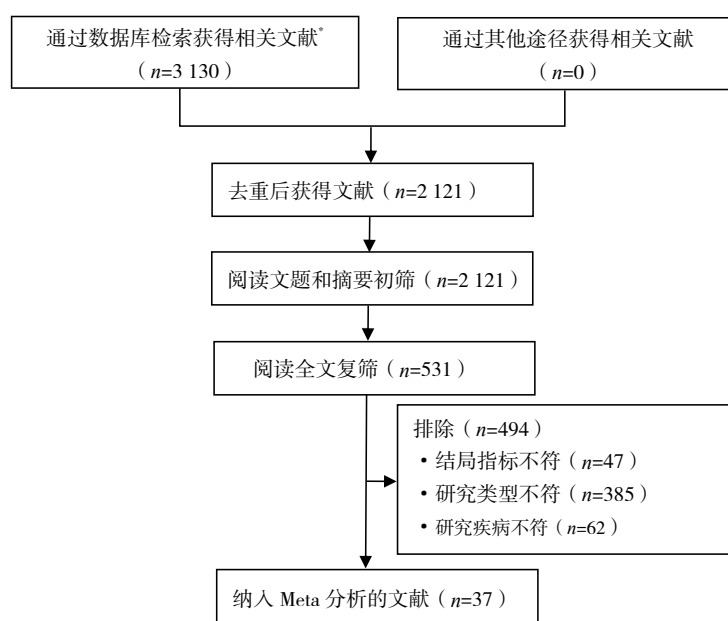 通过数据库检索获得相关文献*
（n=3 130）
通过其他途径获得相关文献
（n=0）
去重后获得文献（n=2 121）
阅读文题和摘要初筛（n=2 121）
阅读全文复筛（n=531）
排除（n=494）
・结局指标不符（n=47）
・研究类型不符（n=385）
・研究疾病不符（n=62）
纳入 Meta 分析的文献（n=37）